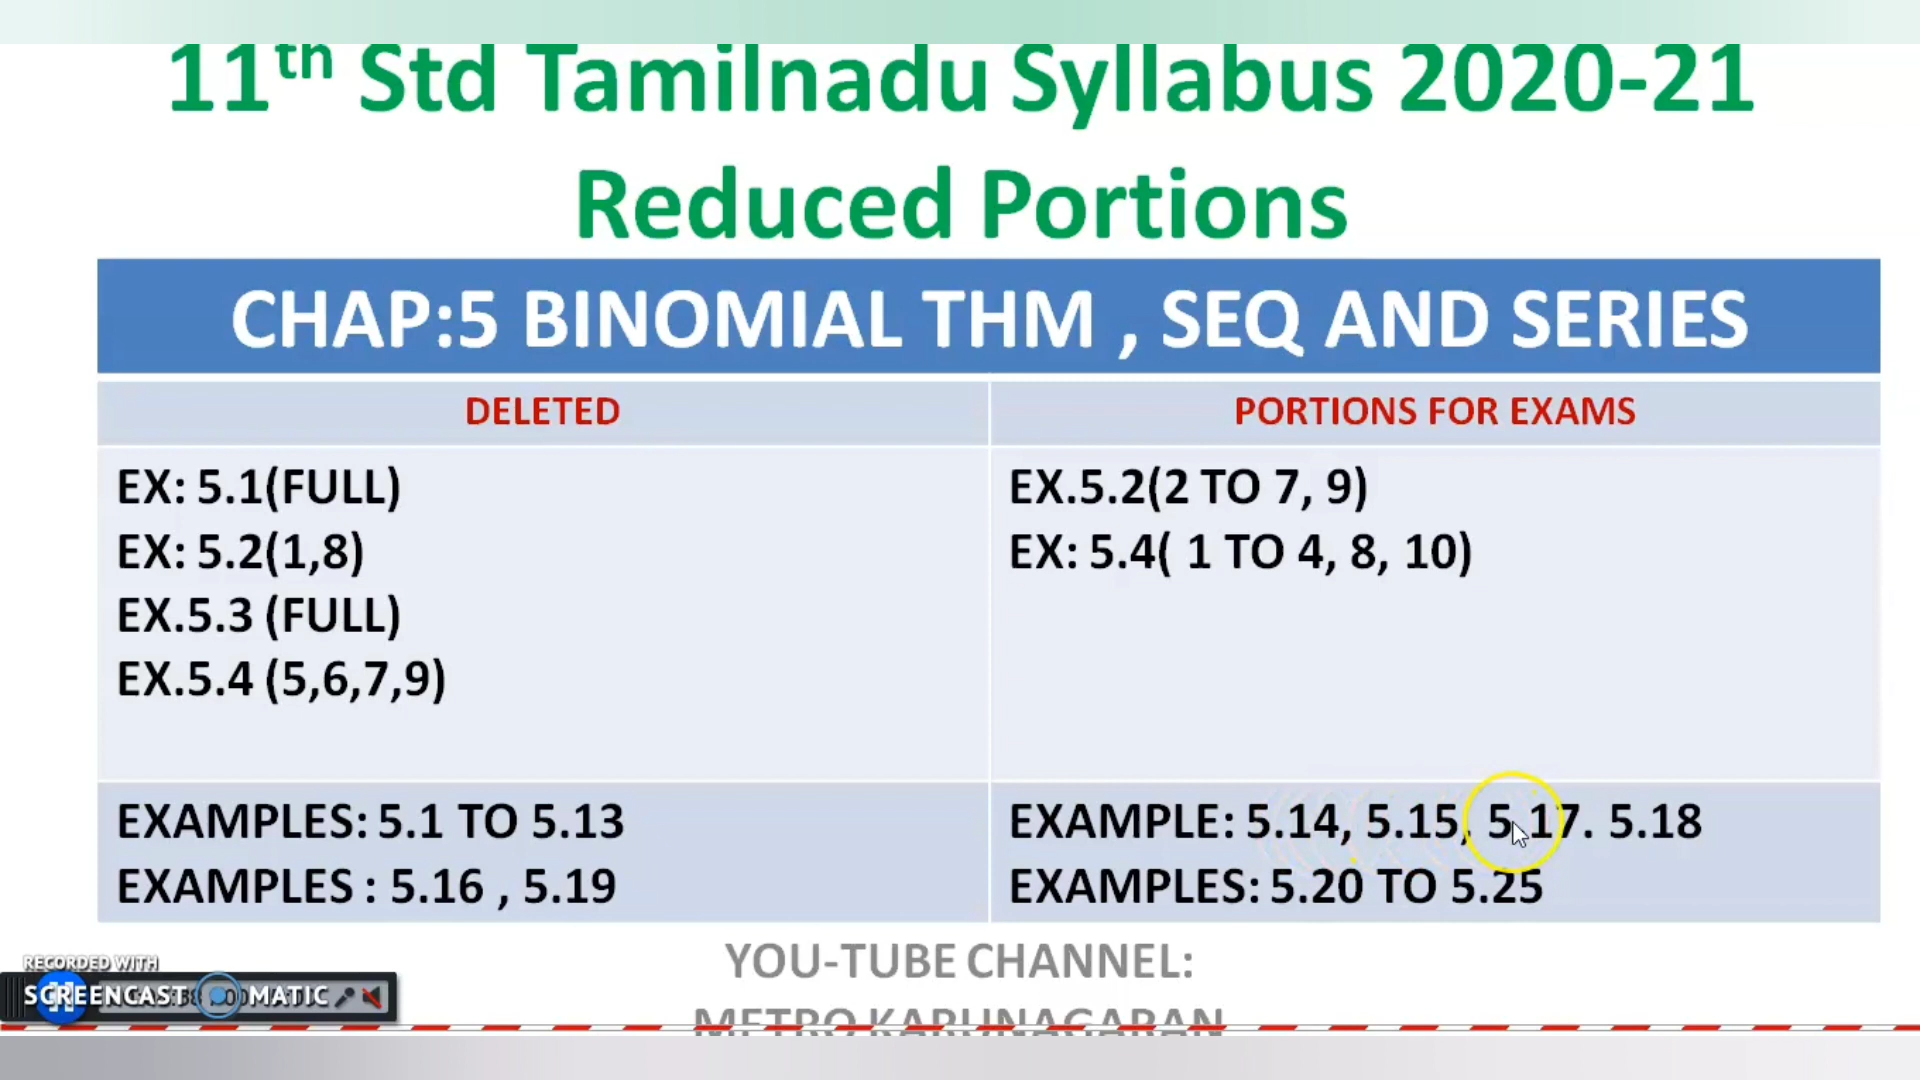 11th Std Tamilnadu Syllabus 2020-21
Reduced Portions
CHAP:5 BINOMIAL THM , SEQ AND SERIES
DELETED
PORTIONS FOR EXAMS
EX: 5.1(FULL)
EX: 5.2(1,8)
EX.5.3 (FULL)
EX.5.4 (5,6,7,9)
EX.5.2(2 TO 7, 9)
EX: 5.4( 1 TO 4, 8, 10)
EXAMPLES: 5.1 TO 5.13
EXAMPLES : 5.16 , 5.19
EXAMPLE: 5.14, 5.15, 5.17. 5.18
EXAMPLES: 5.20 TO 5.25
YOU-TUBE CHANNEL:
METRO KARUNAGARAN
RECORDED WITH
SCREENCAST MATIC